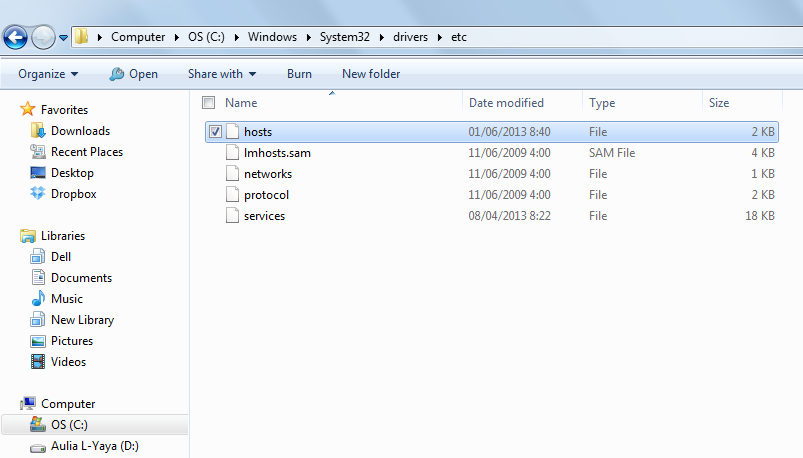 Computer OS (C:) Windows System32 drivers etc
Organize Open Share with Burn New folder
Favorites
Downloads
Recent Places
Desktop
Dropbox
Libraries
Dell
Documents
Music
New Library
Pictures
Videos
Computer
OS (C:)
Aulia L-Yaya (D:)
Name Date modified Type Size
hosts 01/06/2013 8:40 File 2 KB
lmhosts.sam 11/06/2009 4:00 SAM File 4 KB
networks 11/06/2009 4:00 File 1 KB
protocol 11/06/2009 4:00 File 2 KB
services 08/04/2013 8:22 File 18 KB